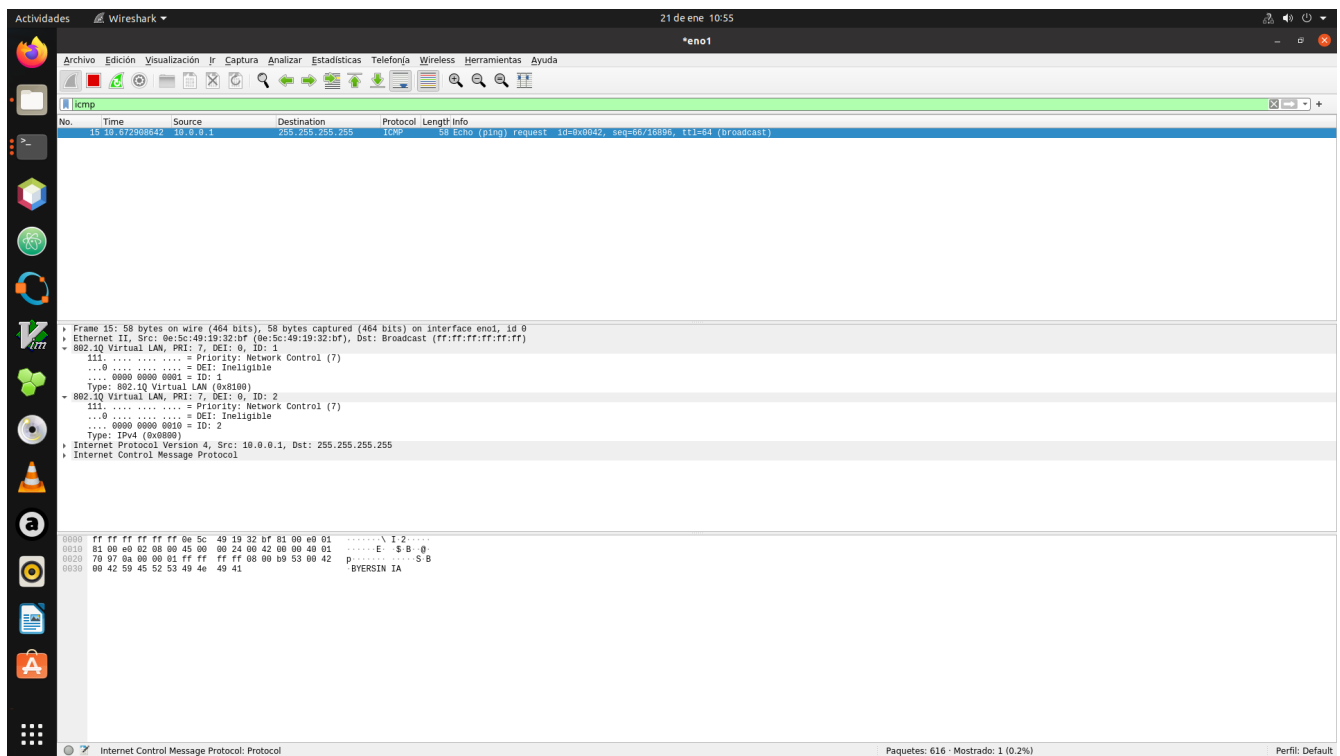 Actividades Wireshark 21 de ene 10:55
*eno1
Archivo Edición Visualización Ir Captura Analizar Estadísticas Telefonía Wireless Herramientas Ayuda
icmp
No. Time Source Destination Protocol Length Info
15 10.672908642 10.0.0.1 255.255.255.255 ICMP 58 Echo (ping) request id=0x0042, seq=66/16896, ttl=64 (broadcast)
Frame 15: 58 bytes on wire (464 bits), 58 bytes captured (464 bits) on interface eno1, id 0
Ethernet II, Src: 0e:5c:49:19:32:bf (0e:5c:49:19:32:bf), Dst: Broadcast (ff:ff:ff:ff:ff:ff)
802.1Q Virtual LAN, PRI: 7, DEI: 0, ID: 1
111. .... .... .... = Priority: Network Control (7)
...0 .... .... .... = DEI: Ineligible
.... 0000 0000 0001 = ID: 1
Type: 802.1Q Virtual LAN (0x8100)
802.1Q Virtual LAN, PRI: 7, DEI: 0, ID: 2
111. .... .... .... = Priority: Network Control (7)
...0 .... .... .... = DEI: Ineligible
.... 0000 0000 0010 = ID: 2
Type: IPv4 (0x0800)
Internet Protocol Version 4, Src: 10.0.0.1, Dst: 255.255.255.255
Internet Control Message Protocol
0000 ff ff ff ff ff ff 0e 5c 49 19 32 bf 81 00 e0 01 ·······\ I·2·····
0010 81 00 e0 02 08 00 45 00 00 24 00 42 00 00 40 01 ······E· ·$·B··@·
0020 70 97 0a 00 00 01 ff ff ff ff 08 00 b9 53 00 42 p······· ·····S·B
0030 00 42 59 45 52 53 49 4e 49 41 ·BYERSIN IA
Internet Control Message Protocol: Protocol Paquetes: 616 · Mostrado: 1 (0.2%) Perfil: Default